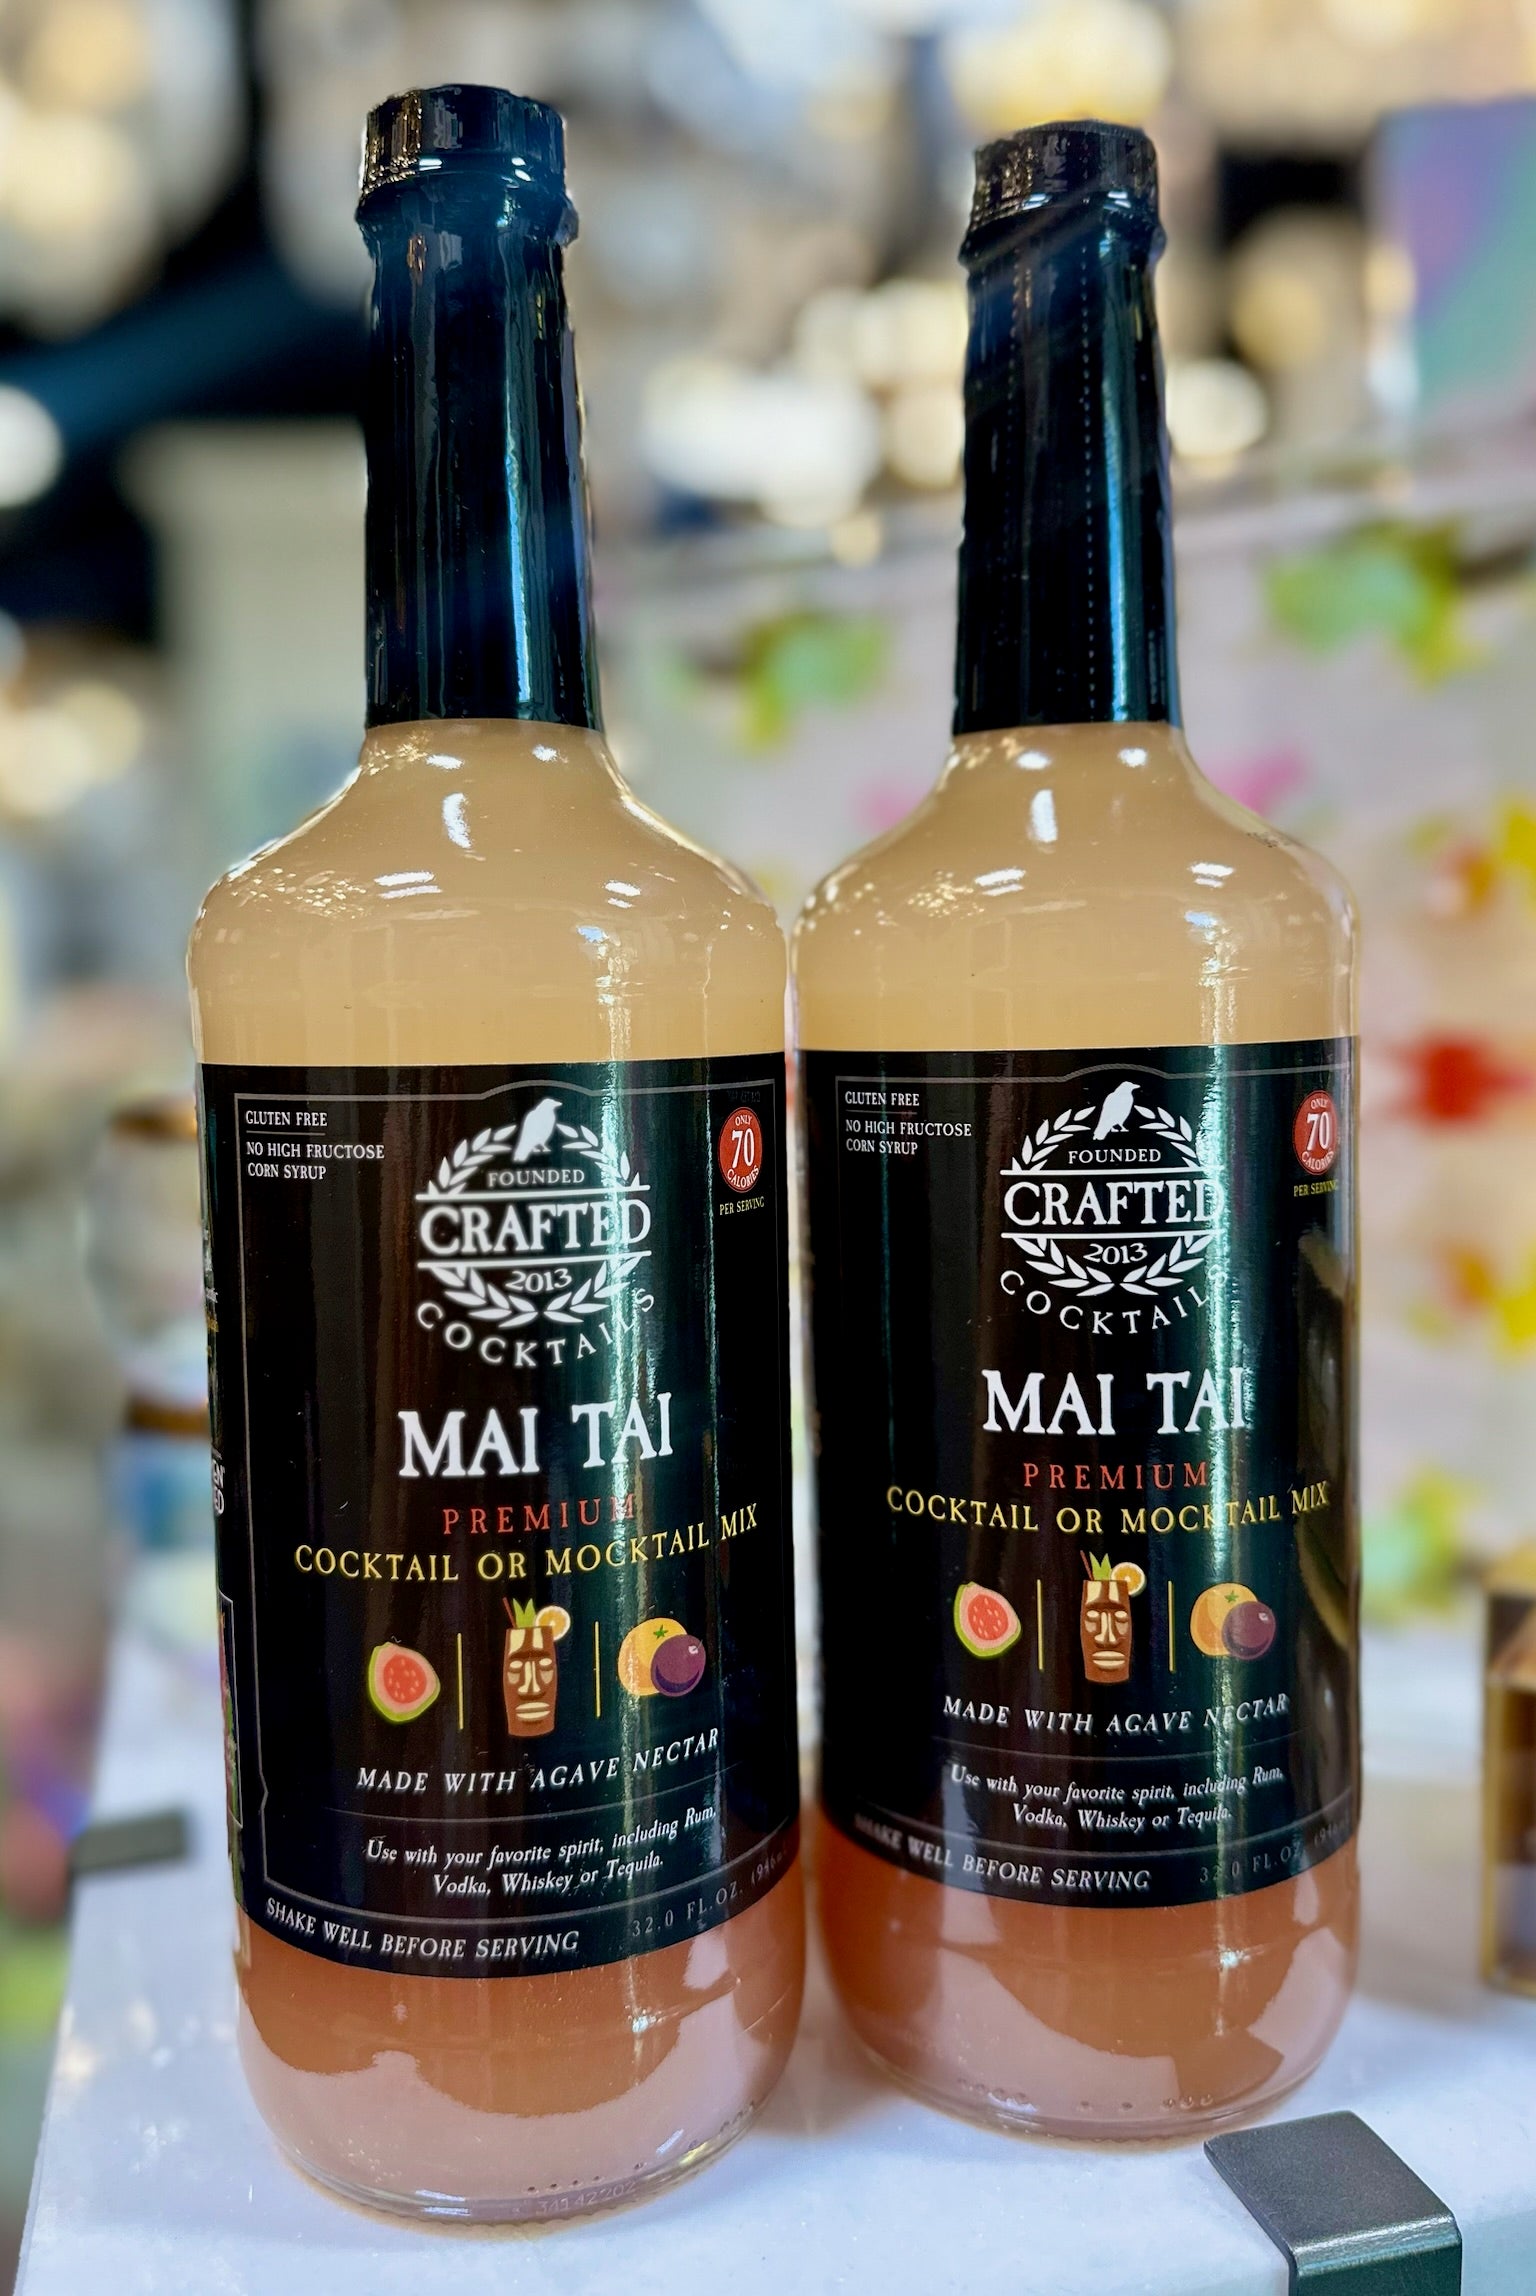 GLUTEN FREE
NO HIGH FRUCTOSE
CORN SYRUP
FOUNDED
CRAFTED
2013
COCKTAILS
ONLY
70
CALORIES
PER SERVING
MAI TAI
PREMIUM
COCKTAIL OR MOCKTAIL MIX
MADE WITH AGAVE NECTAR
Use with your favorite spirit, including Rum,
Vodka, Whiskey or Tequila.
SHAKE WELL BEFORE SERVING
32.0 FL.OZ.
34142202
GLUTEN FREE
NO HIGH FRUCTOSE
CORN SYRUP
FOUNDED
CRAFTED
2013
COCKTAILS
ONLY
70
CALORIES
PER SERVING
MAI TAI
PREMIUM
COCKTAIL OR MOCKTAIL MIX
MADE WITH AGAVE NECTAR
Use with your favorite spirit, including Rum,
Vodka, Whiskey or Tequila.
SHAKE WELL BEFORE SERVING
32.0 FL.OZ.